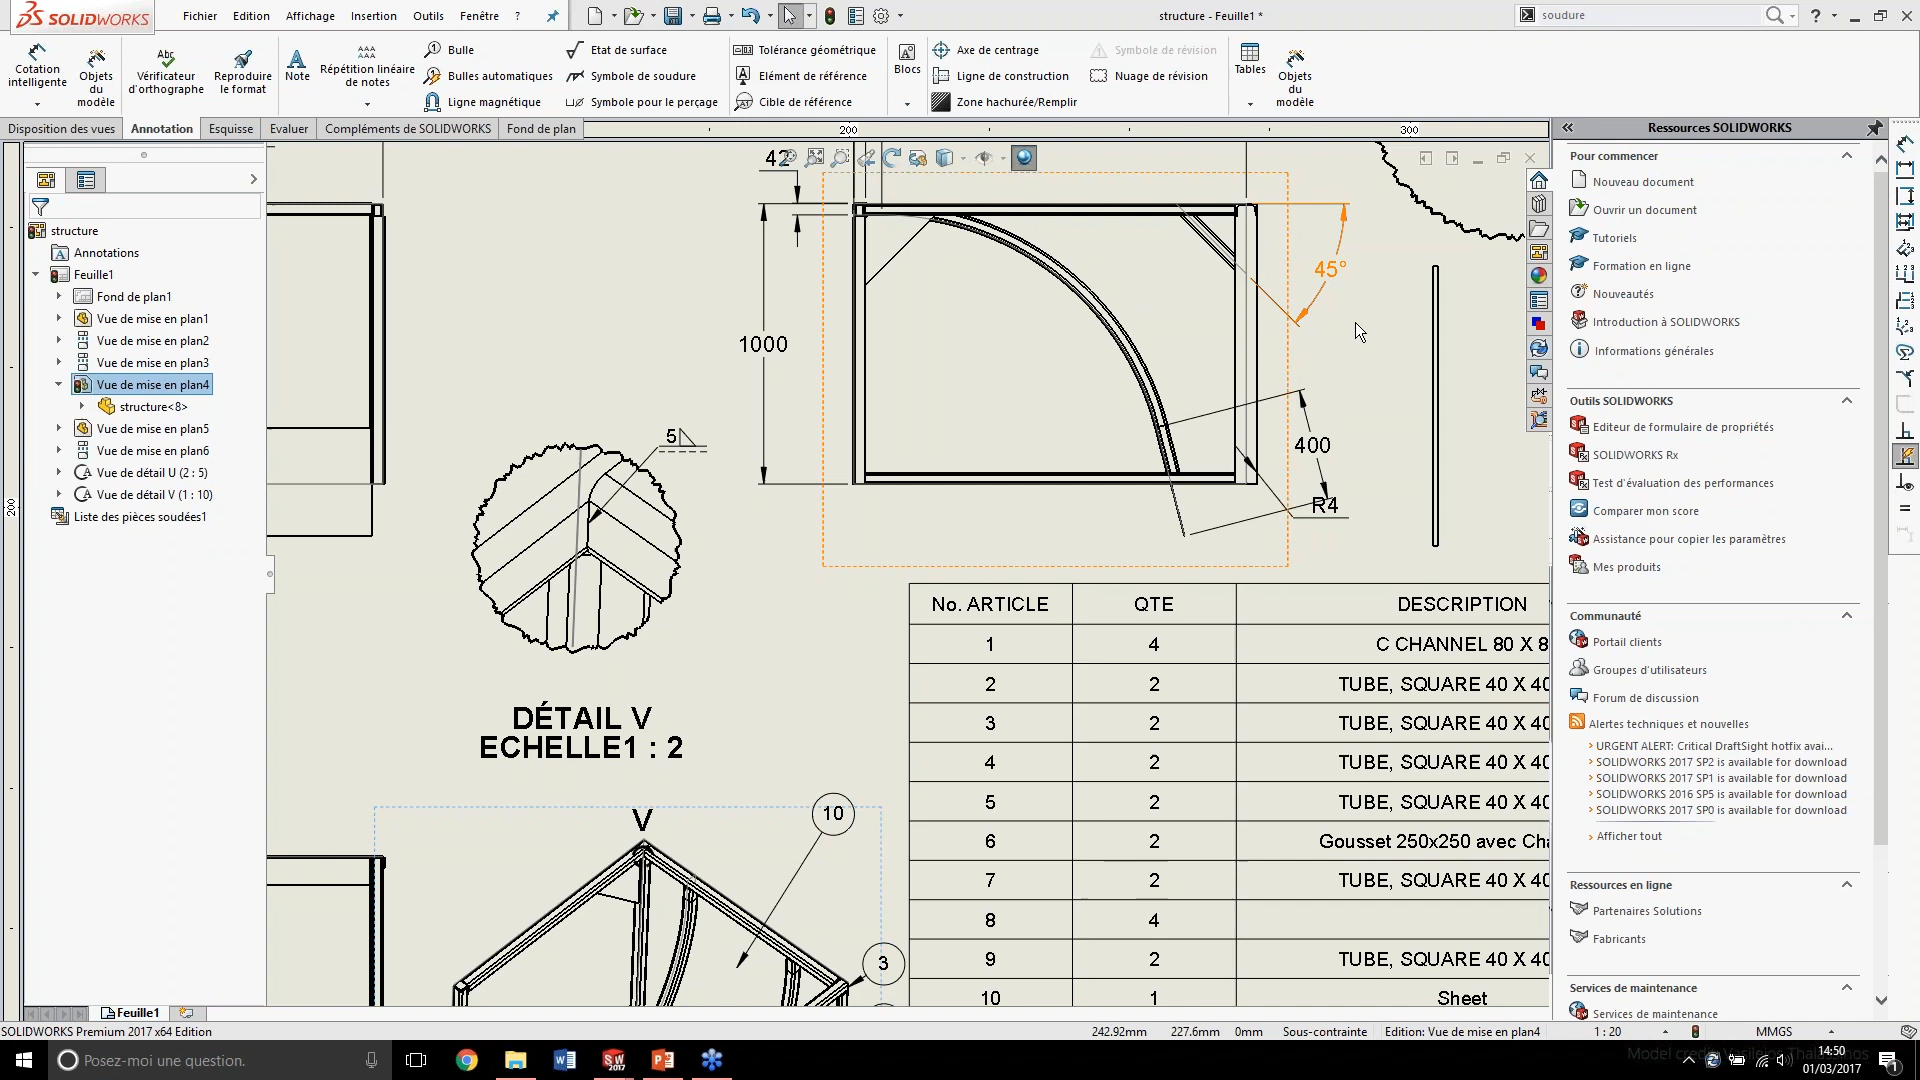 SOLIDWORKS
Fichier Edition Affichage Insertion Outils Fenêtre ?
structure - Feuille1 *
soudure
Cotation intelligente
Objets du modèle
Abc
Vérificateur d'orthographe
Reproduire le format
Note
Répétition linéaire de notes
Bulle
Bulles automatiques
Ligne magnétique
Etat de surface
Symbole de soudure
Symbole pour le perçage
Tolérance géométrique
Elément de référence
Cible de référence
Blocs
Axe de centrage
Ligne de construction
Zone hachurée/Remplir
Symbole de révision
Nuage de révision
Tables
Objets du modèle
Disposition des vues Annotation Esquisse Evaluer Compléments de SOLIDWORKS Fond de plan
200 300
200
structure
Annotations
Feuille1
Fond de plan1
Vue de mise en plan1
Vue de mise en plan2
Vue de mise en plan3
Vue de mise en plan4
structure<8>
Vue de mise en plan5
Vue de mise en plan6
Vue de détail U (2 : 5)
Vue de détail V (1 : 10)
Liste des pièces soudées1
42
1000
45°
400
R4
5
DÉTAIL V
ECHELLE1 : 2
V
10
3
No. ARTICLE QTE DESCRIPTION
1 4 C CHANNEL 80 X 8
2 2 TUBE, SQUARE 40 X 40
3 2 TUBE, SQUARE 40 X 40
4 2 TUBE, SQUARE 40 X 40
5 2 TUBE, SQUARE 40 X 40
6 2 Gousset 250x250 avec Cha
7 2 TUBE, SQUARE 40 X 40
8 4
9 2 TUBE, SQUARE 40 X 40
10 1 Sheet
Ressources SOLIDWORKS
Pour commencer
Nouveau document
Ouvrir un document
Tutoriels
Formation en ligne
Nouveautés
Introduction à SOLIDWORKS
Informations générales
Outils SOLIDWORKS
Editeur de formulaire de propriétés
SOLIDWORKS Rx
Test d'évaluation des performances
Comparer mon score
Assistance pour copier les paramètres
Mes produits
Communauté
Portail clients
Groupes d'utilisateurs
Forum de discussion
Alertes techniques et nouvelles
URGENT ALERT: Critical DraftSight hotfix avai...
SOLIDWORKS 2017 SP2 is available for download
SOLIDWORKS 2017 SP1 is available for download
SOLIDWORKS 2016 SP5 is available for download
SOLIDWORKS 2017 SP0 is available for download
Afficher tout
Ressources en ligne
Partenaires Solutions
Fabricants
Services de maintenance
Services de maintenance
Feuille1
SOLIDWORKS Premium 2017 x64 Edition
242.92mm 227.6mm 0mm Sous-contrainte Edition: Vue de mise en plan4 1 : 20 MMGS
Posez-moi une question.
14:50
01/03/2017